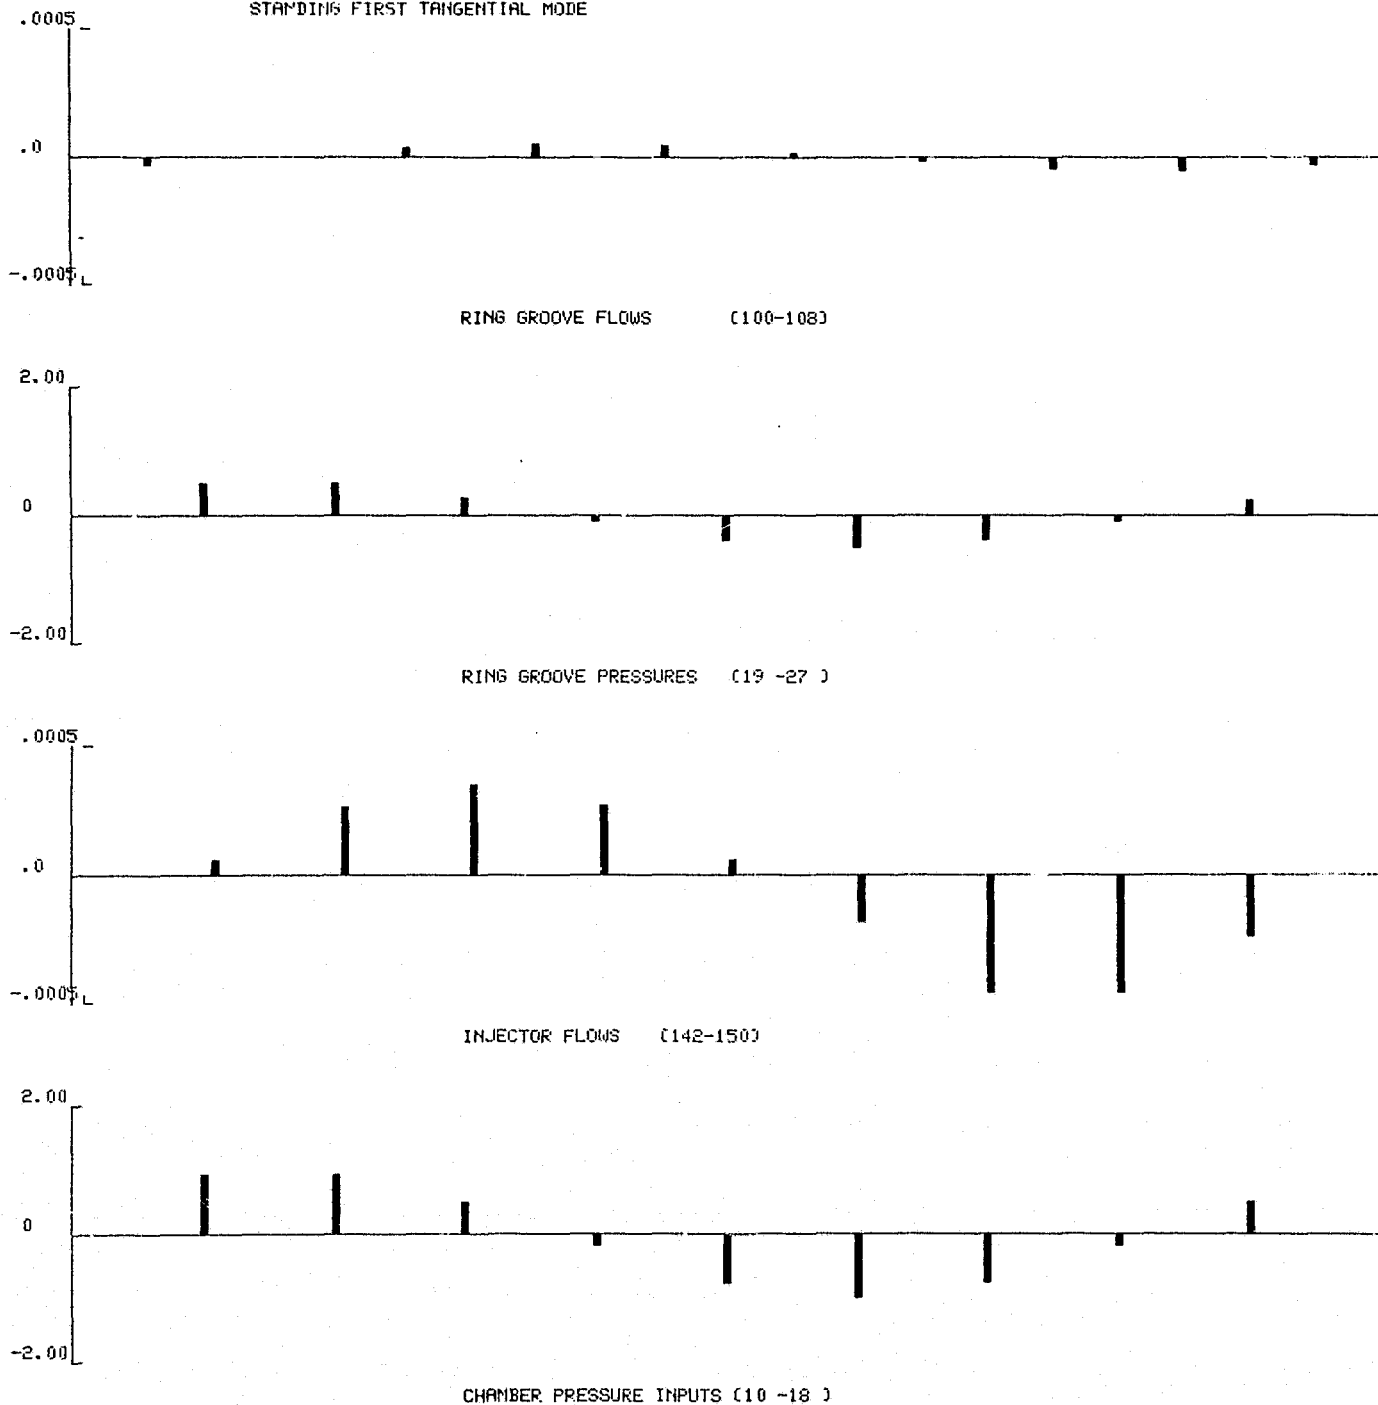 STANDING FIRST TANGENTIAL MODE
.0005
.0
-.0005
RING GROOVE FLOWS (100-108)
2.00
0
-2.00
RING GROOVE PRESSURES (19 -27 )
.0005
.0
-.0005
INJECTOR FLOWS (142-150)
2.00
0
-2.00
CHAMBER PRESSURE INPUTS (10 -18 )